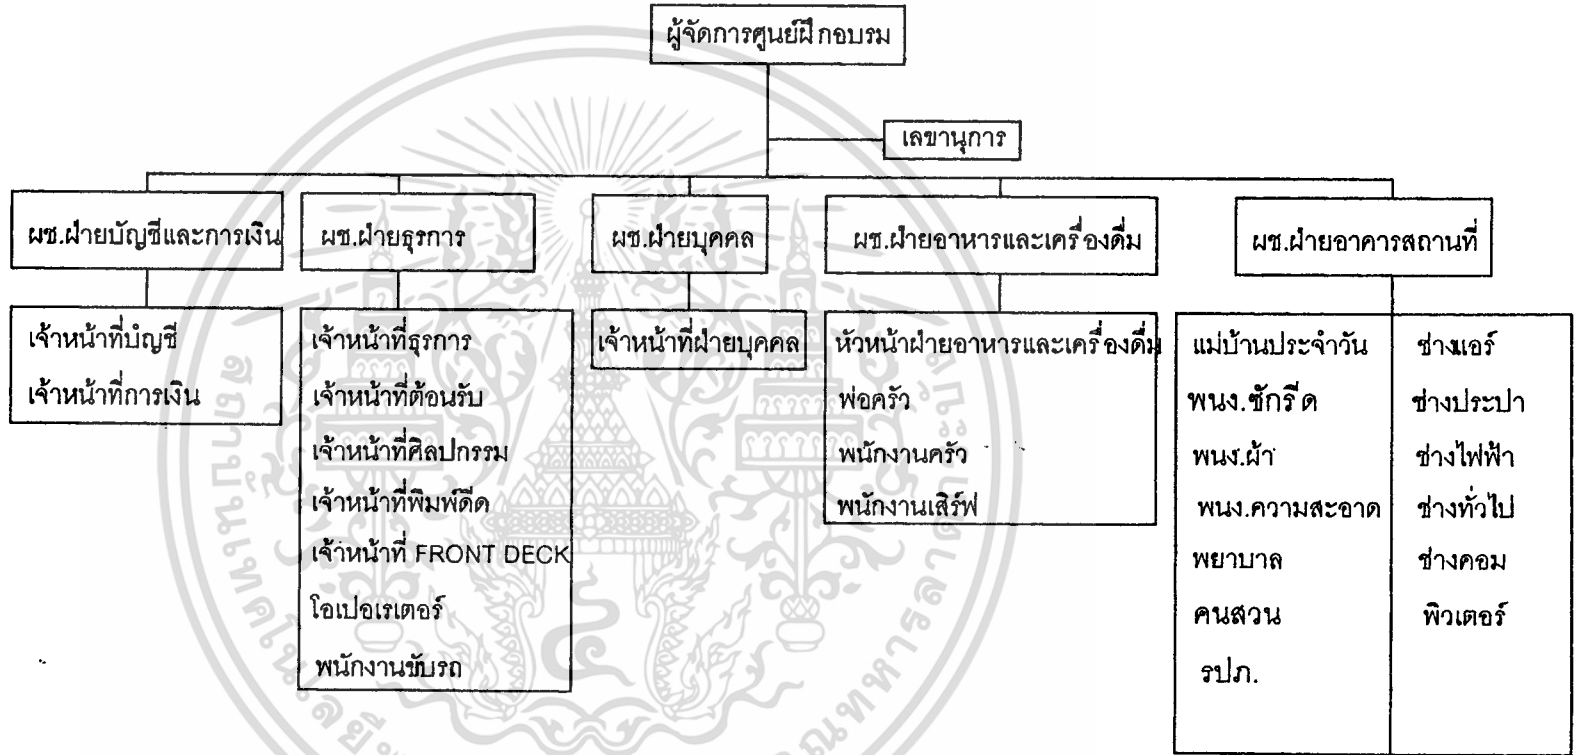 ผู้จัดการศูนย์ฝึกอบรม
เลขานุการ
ผช.ฝ่ายบัญชีและการเงิน
ผช.ฝ่ายธุรการ
ผช.ฝ่ายบุคคล
ผช.ฝ่ายอาหารและเครื่องดื่ม
ผช.ฝ่ายอาคารสถานที่
เจ้าหน้าที่บํญชี
เจ้าหน้าที่การเงิน
เจ้าหน้าที่ธุรการ
เจ้าหน้าที่ต้อนรับ
เจ้าหน้าที่ศิลปกรรม
เจ้าหน้าที่พิมพ์ดีด
เจ้าหน้าที่ FRONT DECK
โอเปอเรเตอร์
พนักงานขับรถ
เจ้าหน้าที่ฝ่ายบุคคล
หัวหน้าฝ่ายอาหารและเครื่องดื่ม
พ่อครัว
พนักงานครัว
พนักงานเสิร์ฟ
แม่บ้านประจำวัน
พนง.ซักรีด
พนง.ผ้า
พนง.ความสะอาด
พยาบาล
คนสวน
รปภ.
ช่างแอร์
ช่างประปา
ช่างไฟฟ้า
ช่างทั่วไป
ช่างคอม
พิวเตอร์